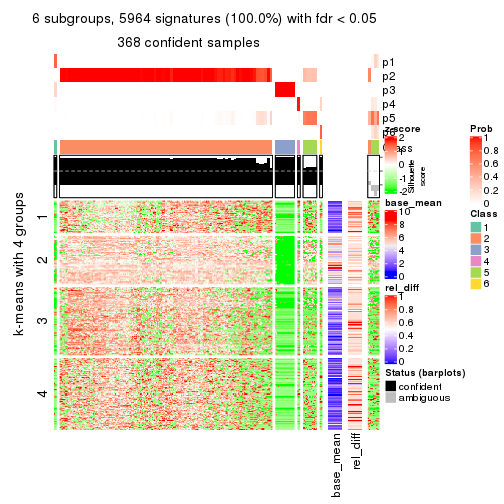 6 subgroups, 5964 signatures (100.0%) with fdr < 0.05
368 confident samples
p1
p2
p3
p4
p5
p6
Class
z-score
2
1
0
-1
-2
Silhouette
score
Prob
1
0.8
0.6
0.4
0.2
0
base_mean
10
8
6
4
2
0
Class
1
2
3
4
5
6
rel_diff
1
0.8
0.6
0.4
0.2
0
Status (barplots)
confident
ambiguous
k-means with 4 groups
1
2
3
4
base_mean
rel_diff